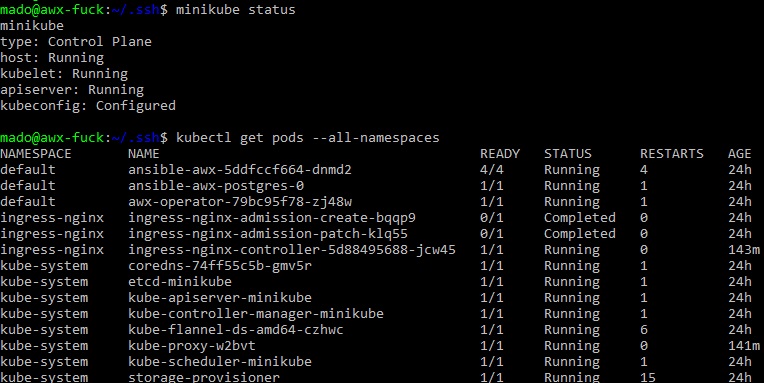 mado@awx-fuck:~/.ssh$ minikube status
minikube
type: Control Plane
host: Running
kubelet: Running
apiserver: Running
kubeconfig: Configured
mado@awx-fuck:~/.ssh$ kubectl get pods --all-namespaces
NAMESPACE NAME READY STATUS RESTARTS AGE
default ansible-awx-5ddfccf664-dnmd2 4/4 Running 4 24h
default ansible-awx-postgres-0 1/1 Running 1 24h
default awx-operator-79bc95f78-zj48w 1/1 Running 1 24h
ingress-nginx ingress-nginx-admission-create-bqqp9 0/1 Completed 0 24h
ingress-nginx ingress-nginx-admission-patch-klq55 0/1 Completed 0 24h
ingress-nginx ingress-nginx-controller-5d88495688-jcw45 1/1 Running 0 143m
kube-system coredns-74ff55c5b-gmv5r 1/1 Running 1 24h
kube-system etcd-minikube 1/1 Running 1 24h
kube-system kube-apiserver-minikube 1/1 Running 1 24h
kube-system kube-controller-manager-minikube 1/1 Running 1 24h
kube-system kube-flannel-ds-amd64-czhwc 1/1 Running 6 24h
kube-system kube-proxy-w2bvt 1/1 Running 0 141m
kube-system kube-scheduler-minikube 1/1 Running 1 24h
kube-system storage-provisioner 1/1 Running 15 24h